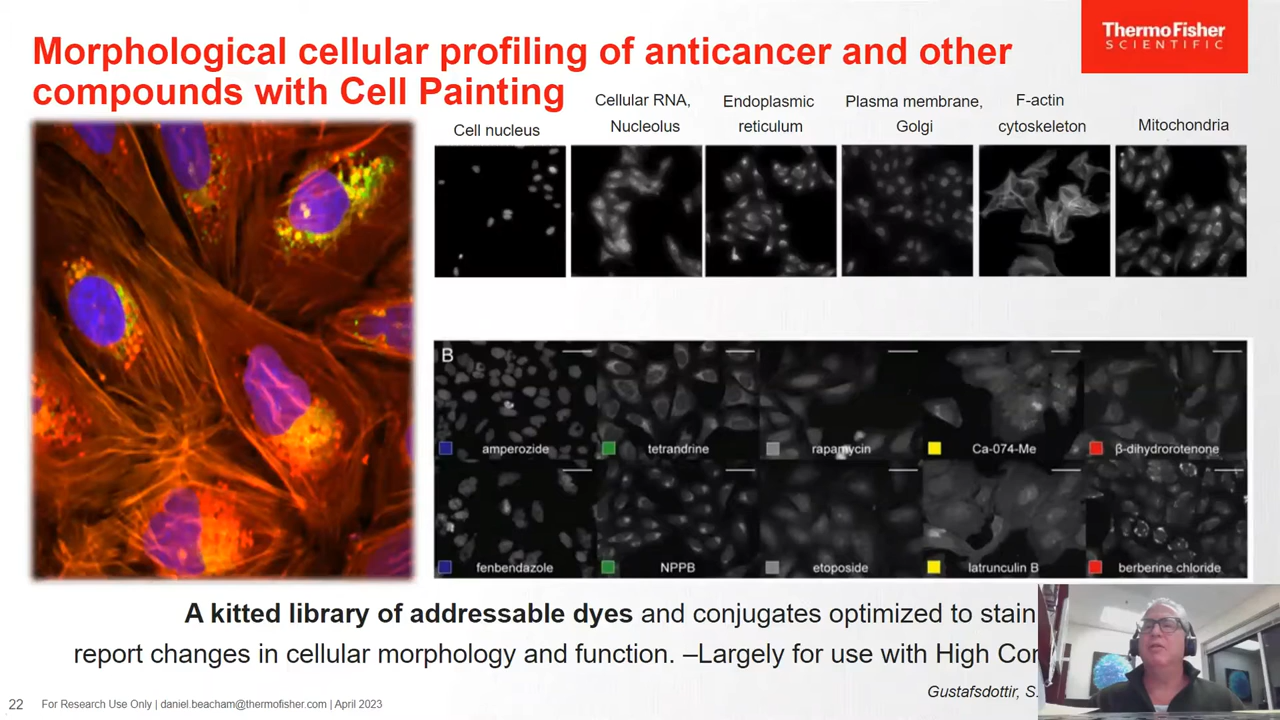 Morphological cellular profiling of anticancer and other
compounds with Cell Painting
ThermoFisher
SCIENTIFIC
Cell nucleus
Cellular RNA,
Nucleolus
Endoplasmic
reticulum
Plasma membrane,
Golgi
F-actin
cytoskeleton
Mitochondria
B
amperozide
tetrandrine
rapamycin
Ca-074-Me
β-dihydrorotenone
fenbendazole
NPPB
etoposide
latrunculin B
berberine chloride
A kitted library of addressable dyes and conjugates optimized to stain
report changes in cellular morphology and function. –Largely for use with High
Gustafsdottir, S.
22 For Research Use Only | daniel.beacham@thermofisher.com | April 2023